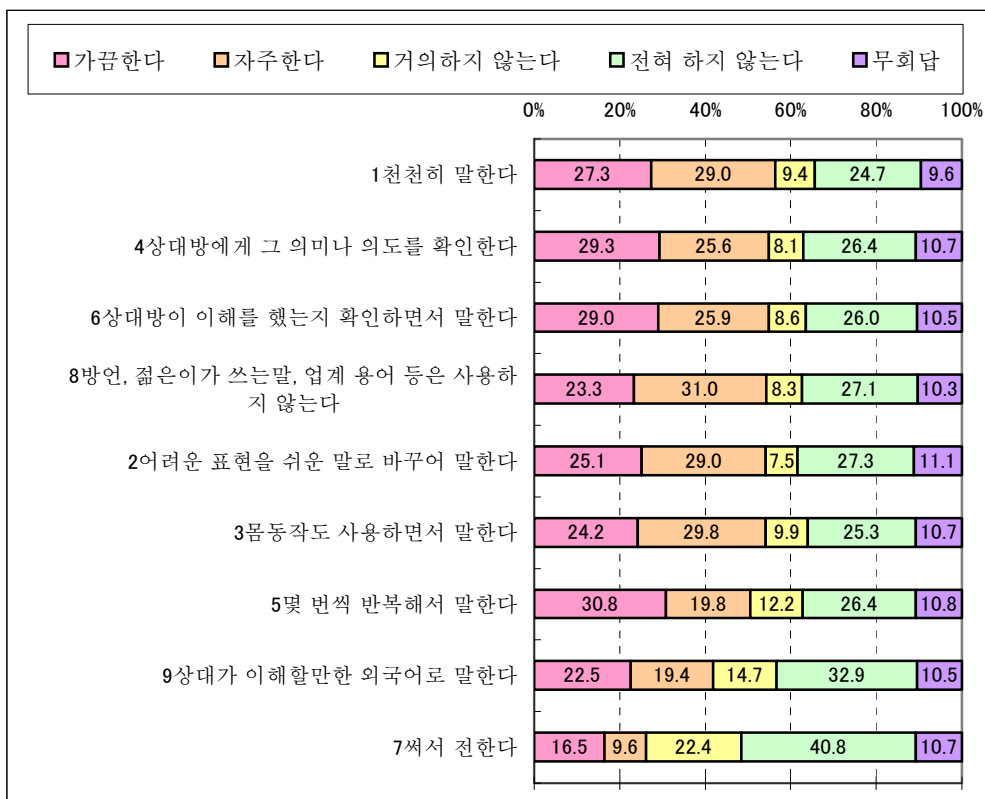 가끔한다 자주한다 거의하지 않는다 전혀 하지 않는다 무회답
0% 20% 40% 60% 80% 100%
1천천히 말한다 27.3 29.0 9.4 24.7 9.6
4상대방에게 그 의미나 의도를 확인한다 29.3 25.6 8.1 26.4 10.7
6상대방이 이해를 했는지 확인하면서 말한다 29.0 25.9 8.6 26.0 10.5
8방언, 젊은이가 쓰는말, 업계 용어 등은 사용하
지 않는다 23.3 31.0 8.3 27.1 10.3
2어려운 표현을 쉬운 말로 바꾸어 말한다 25.1 29.0 7.5 27.3 11.1
3몸동작도 사용하면서 말한다 24.2 29.8 9.9 25.3 10.7
5몇 번씩 반복해서 말한다 30.8 19.8 12.2 26.4 10.8
9상대가 이해할만한 외국어로 말한다 22.5 19.4 14.7 32.9 10.5
7써서 전한다 16.5 9.6 22.4 40.8 10.7